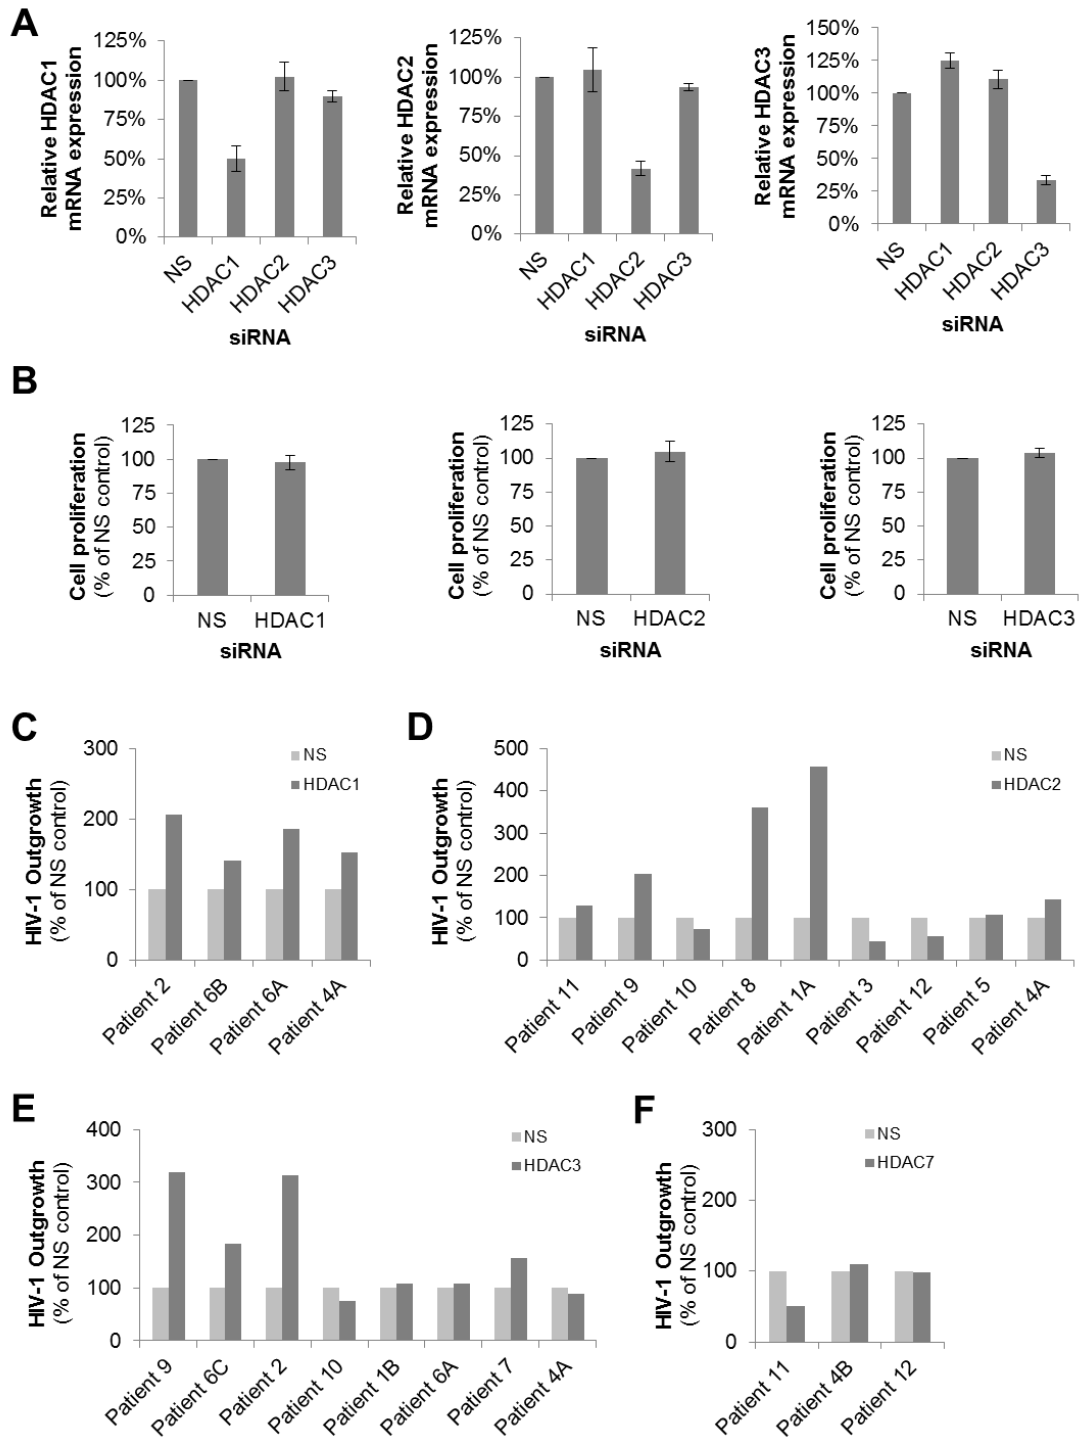 A
Relative HDAC1
mRNA expression
125%
100%
75%
50%
25%
0%
NS
HDAC1
HDAC2
HDAC3
siRNA
Relative HDAC2
mRNA expression
125%
100%
75%
50%
25%
0%
NS
HDAC1
HDAC2
HDAC3
siRNA
Relative HDAC3
mRNA expression
150%
125%
100%
75%
50%
25%
0%
NS
HDAC1
HDAC2
HDAC3
siRNA
B
Cell proliferation
(% of NS control)
125
100
75
50
25
0
NS HDAC1
siRNA
Cell proliferation
(% of NS control)
125
100
75
50
25
0
NS HDAC2
siRNA
Cell proliferation
(% of NS control)
125
100
75
50
25
0
NS HDAC3
siRNA
C
HIV-1 Outgrowth
(% of NS control)
300
200
100
0
NS
HDAC1
Patient 2
Patient 6B
Patient 6A
Patient 4A
D
HIV-1 Outgrowth
(% of NS control)
500
400
300
200
100
0
NS
HDAC2
Patient 11
Patient 9
Patient 10
Patient 8
Patient 1A
Patient 3
Patient 12
Patient 5
Patient 4A
E
HIV-1 Outgrowth
(% of NS control)
400
300
200
100
0
NS
HDAC3
Patient 9
Patient 6C
Patient 2
Patient 10
Patient 1B
Patient 6A
Patient 7
Patient 4A
F
HIV-1 Outgrowth
(% of NS control)
300
200
100
0
NS
HDAC7
Patient 11
Patient 4B
Patient 12